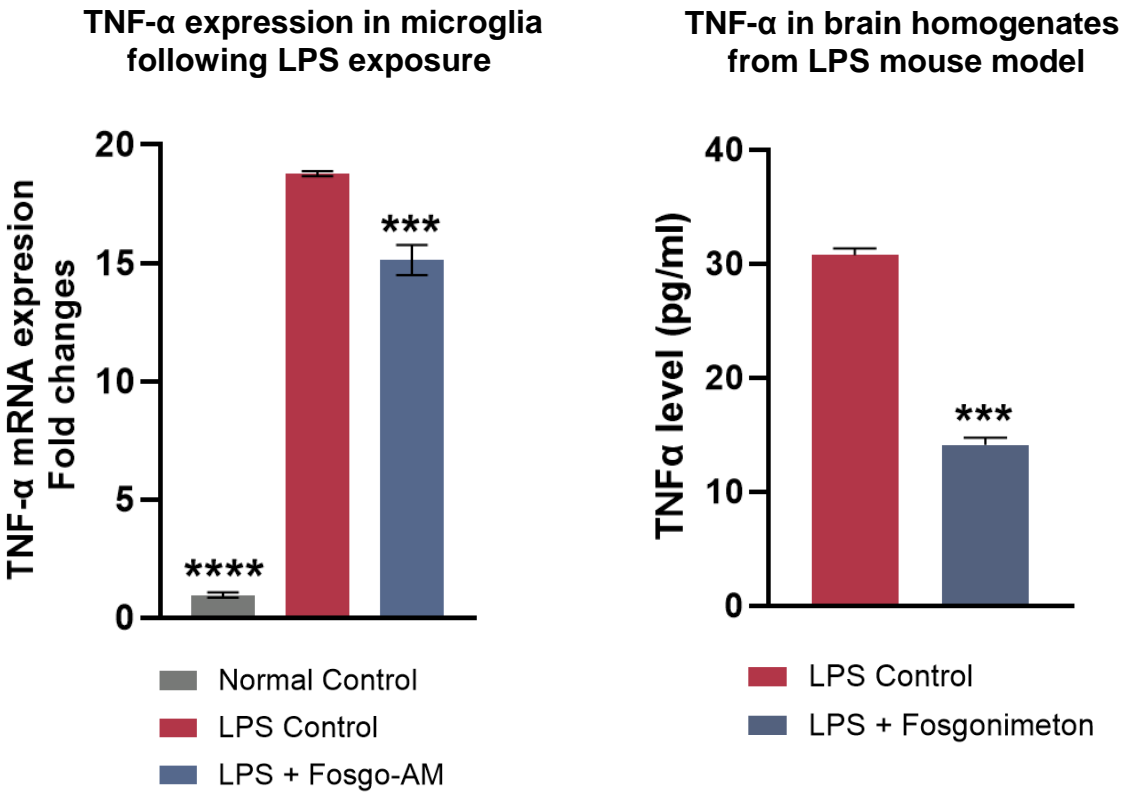 TNF-α expression in microglia
following LPS exposure
TNF-α mRNA expresion
Fold changes
20
15
10
5
0
****
***
Normal Control
LPS Control
LPS + Fosgo-AM
TNF-α in brain homogenates
from LPS mouse model
TNFα level (pg/ml)
40
30
20
10
0
***
LPS Control
LPS + Fosgonimeton